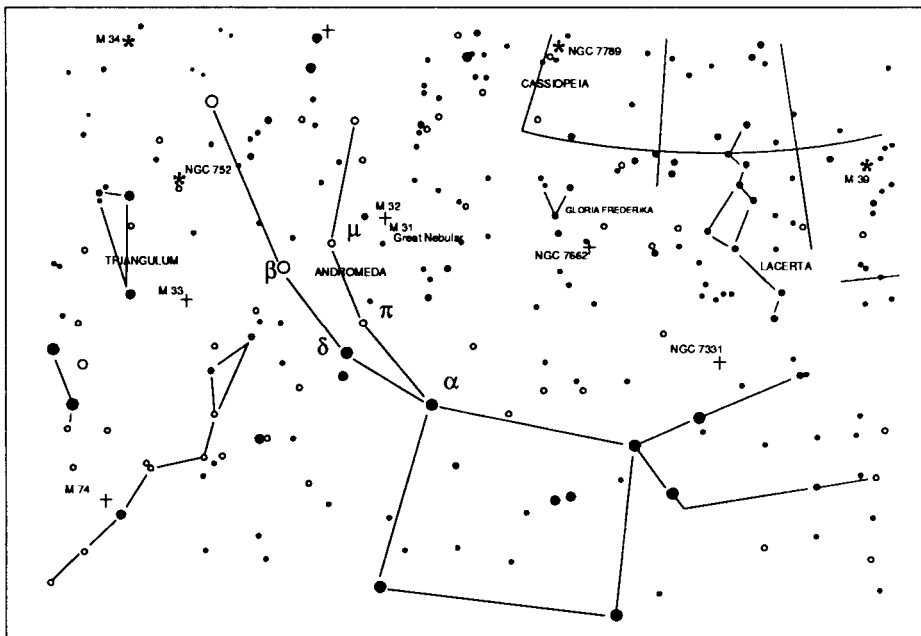 M 34
NGC 7789
CASSIOPEIA
NGC 752
M 39
M 32
M 31
Great Nebular
GLORIA FREDERIKA
μ
NGC 7662
TRIANGULUM
β
ANDROMEDA
LACERTA
M 33
π
δ
NGC 7331
α
M 74